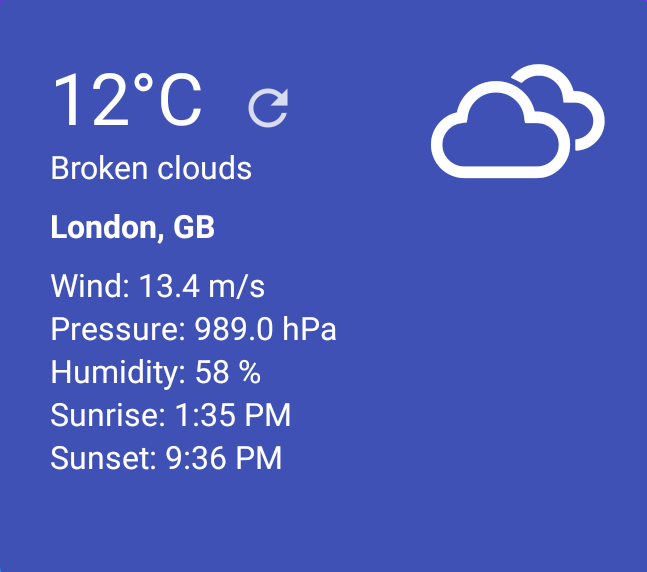 12°C
Broken clouds
London, GB
Wind: 13.4 m/s
Pressure: 989.0 hPa
Humidity: 58 %
Sunrise: 1:35 PM
Sunset: 9:36 PM